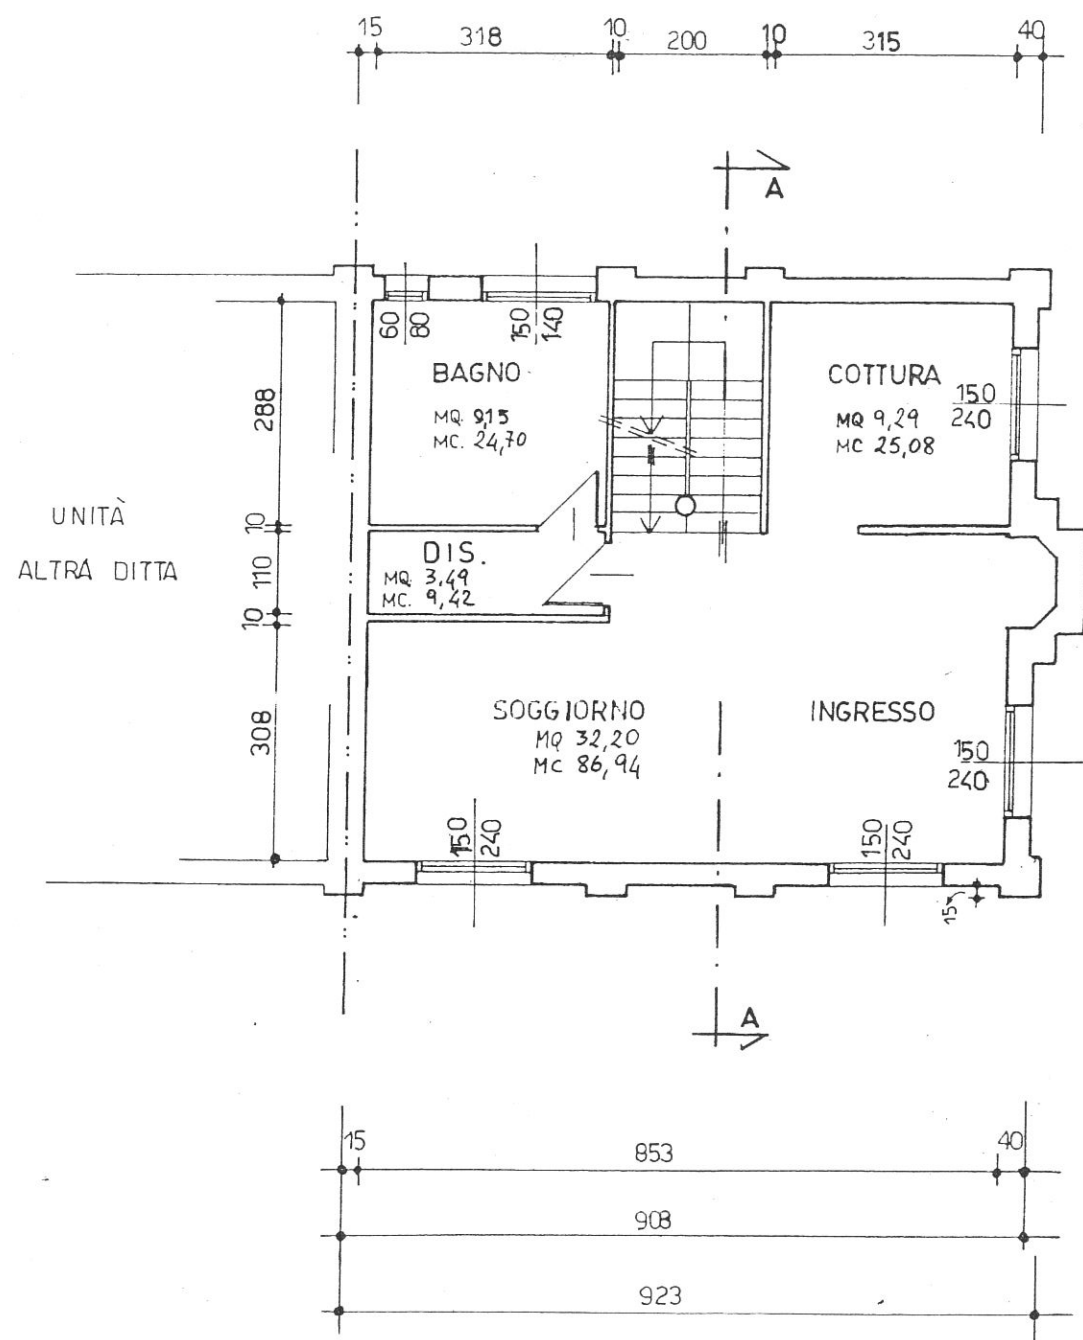 15 318 10 200 10 315 40
A
60
80
150
140
BAGNO
MQ. 9,15
MC. 24,70
COTTURA
MQ 9,29
MC 25,08
150
240
288
10
110
10
308
UNITÀ
ALTRA DITTA
DIS.
MQ. 3,49
MC. 9,42
SOGGIORNO
MQ 32,20
MC 86,94
INGRESSO
150
240
150
240
150
240
15
A
15 853 40
908
923